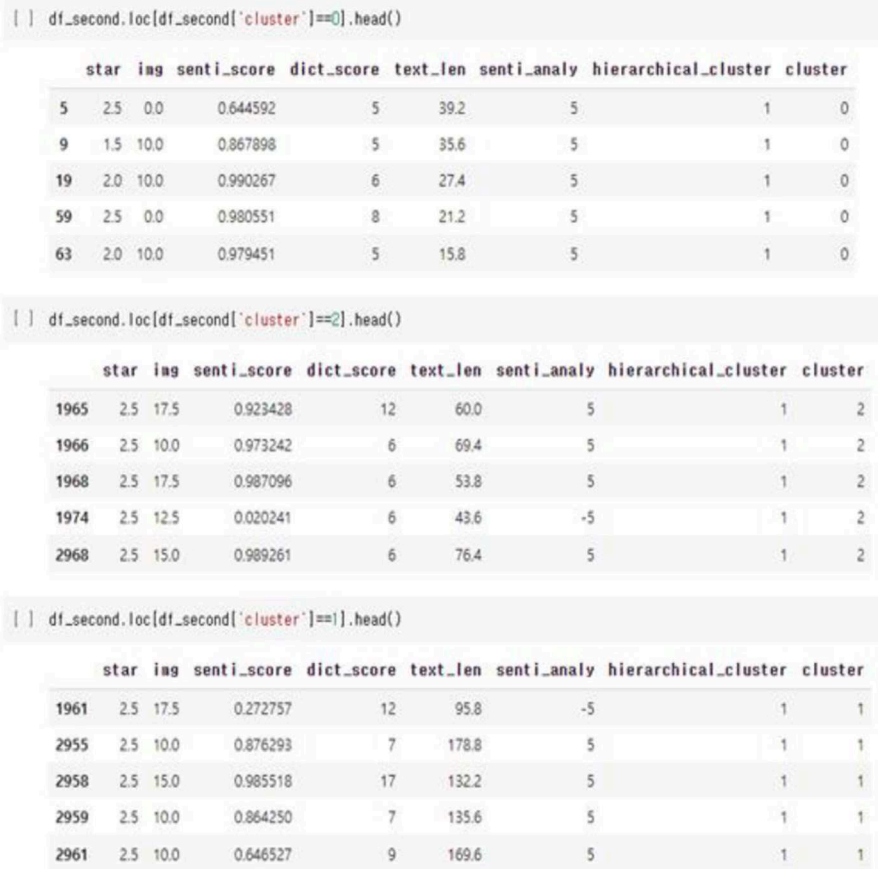 [ ] df_second.loc[df_second['cluster']==0].head()
star img senti_score dict_score text_len senti_analy hierarchical_cluster cluster
5 2.5 0.0 0.644592 5 39.2 5 1 0
9 1.5 10.0 0.867898 5 35.6 5 1 0
19 2.0 10.0 0.990267 6 27.4 5 1 0
59 2.5 0.0 0.980551 8 21.2 5 1 0
63 2.0 10.0 0.979451 5 15.8 5 1 0
[ ] df_second.loc[df_second['cluster']==2].head()
star img senti_score dict_score text_len senti_analy hierarchical_cluster cluster
1965 2.5 17.5 0.923428 12 60.0 5 1 2
1966 2.5 10.0 0.973242 6 69.4 5 1 2
1968 2.5 17.5 0.987096 6 53.8 5 1 2
1974 2.5 12.5 0.020241 6 43.6 -5 1 2
2968 2.5 15.0 0.989261 6 76.4 5 1 2
[ ] df_second.loc[df_second['cluster']==1].head()
star img senti_score dict_score text_len senti_analy hierarchical_cluster cluster
1961 2.5 17.5 0.272757 12 95.8 -5 1 1
2955 2.5 10.0 0.876293 7 178.8 5 1 1
2958 2.5 15.0 0.985518 17 132.2 5 1 1
2959 2.5 10.0 0.864250 7 135.6 5 1 1
2961 2.5 10.0 0.646527 9 169.6 5 1 1